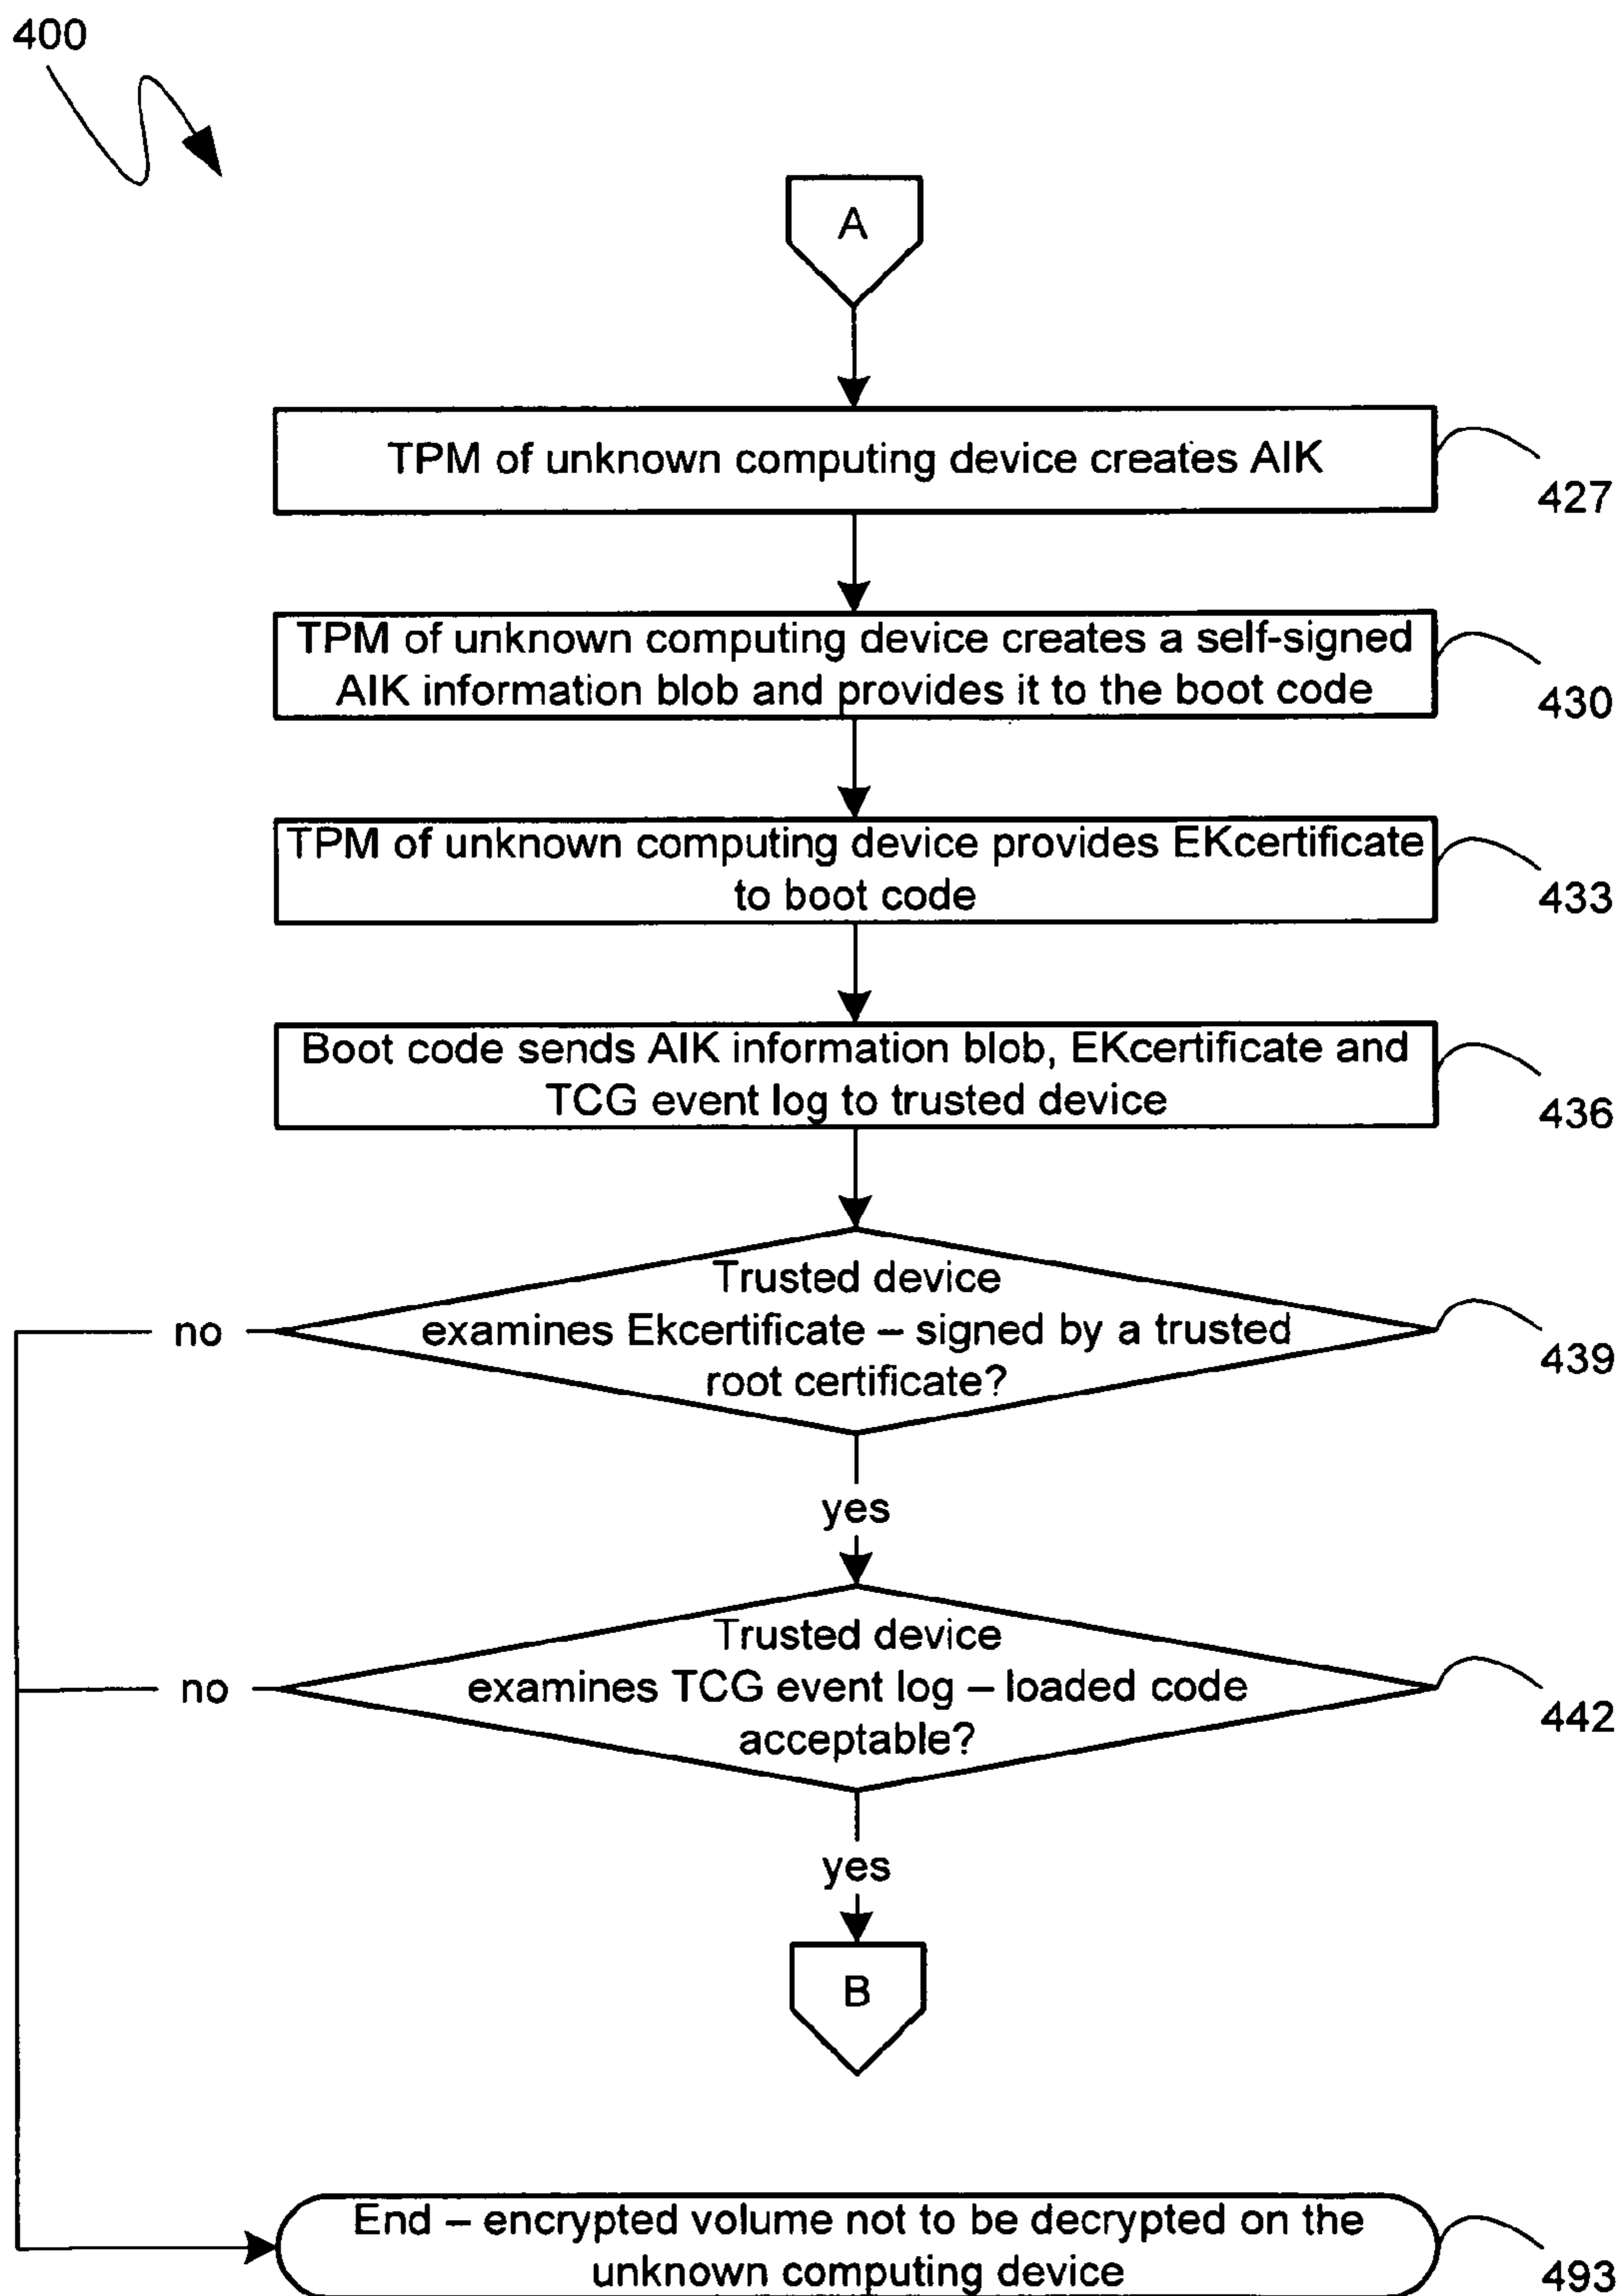 400
A
TPM of unknown computing device creates AIK
427
TPM of unknown computing device creates a self-signed
AIK information blob and provides it to the boot code
430
TPM of unknown computing device provides EKcertificate
to boot code
433
Boot code sends AIK information blob, EKcertificate and
TCG event log to trusted device
436
Trusted device
examines Ekcertificate – signed by a trusted
root certificate?
no
439
yes
Trusted device
examines TCG event log – loaded code
acceptable?
no
442
yes
B
End – encrypted volume not to be decrypted on the
unknown computing device
493